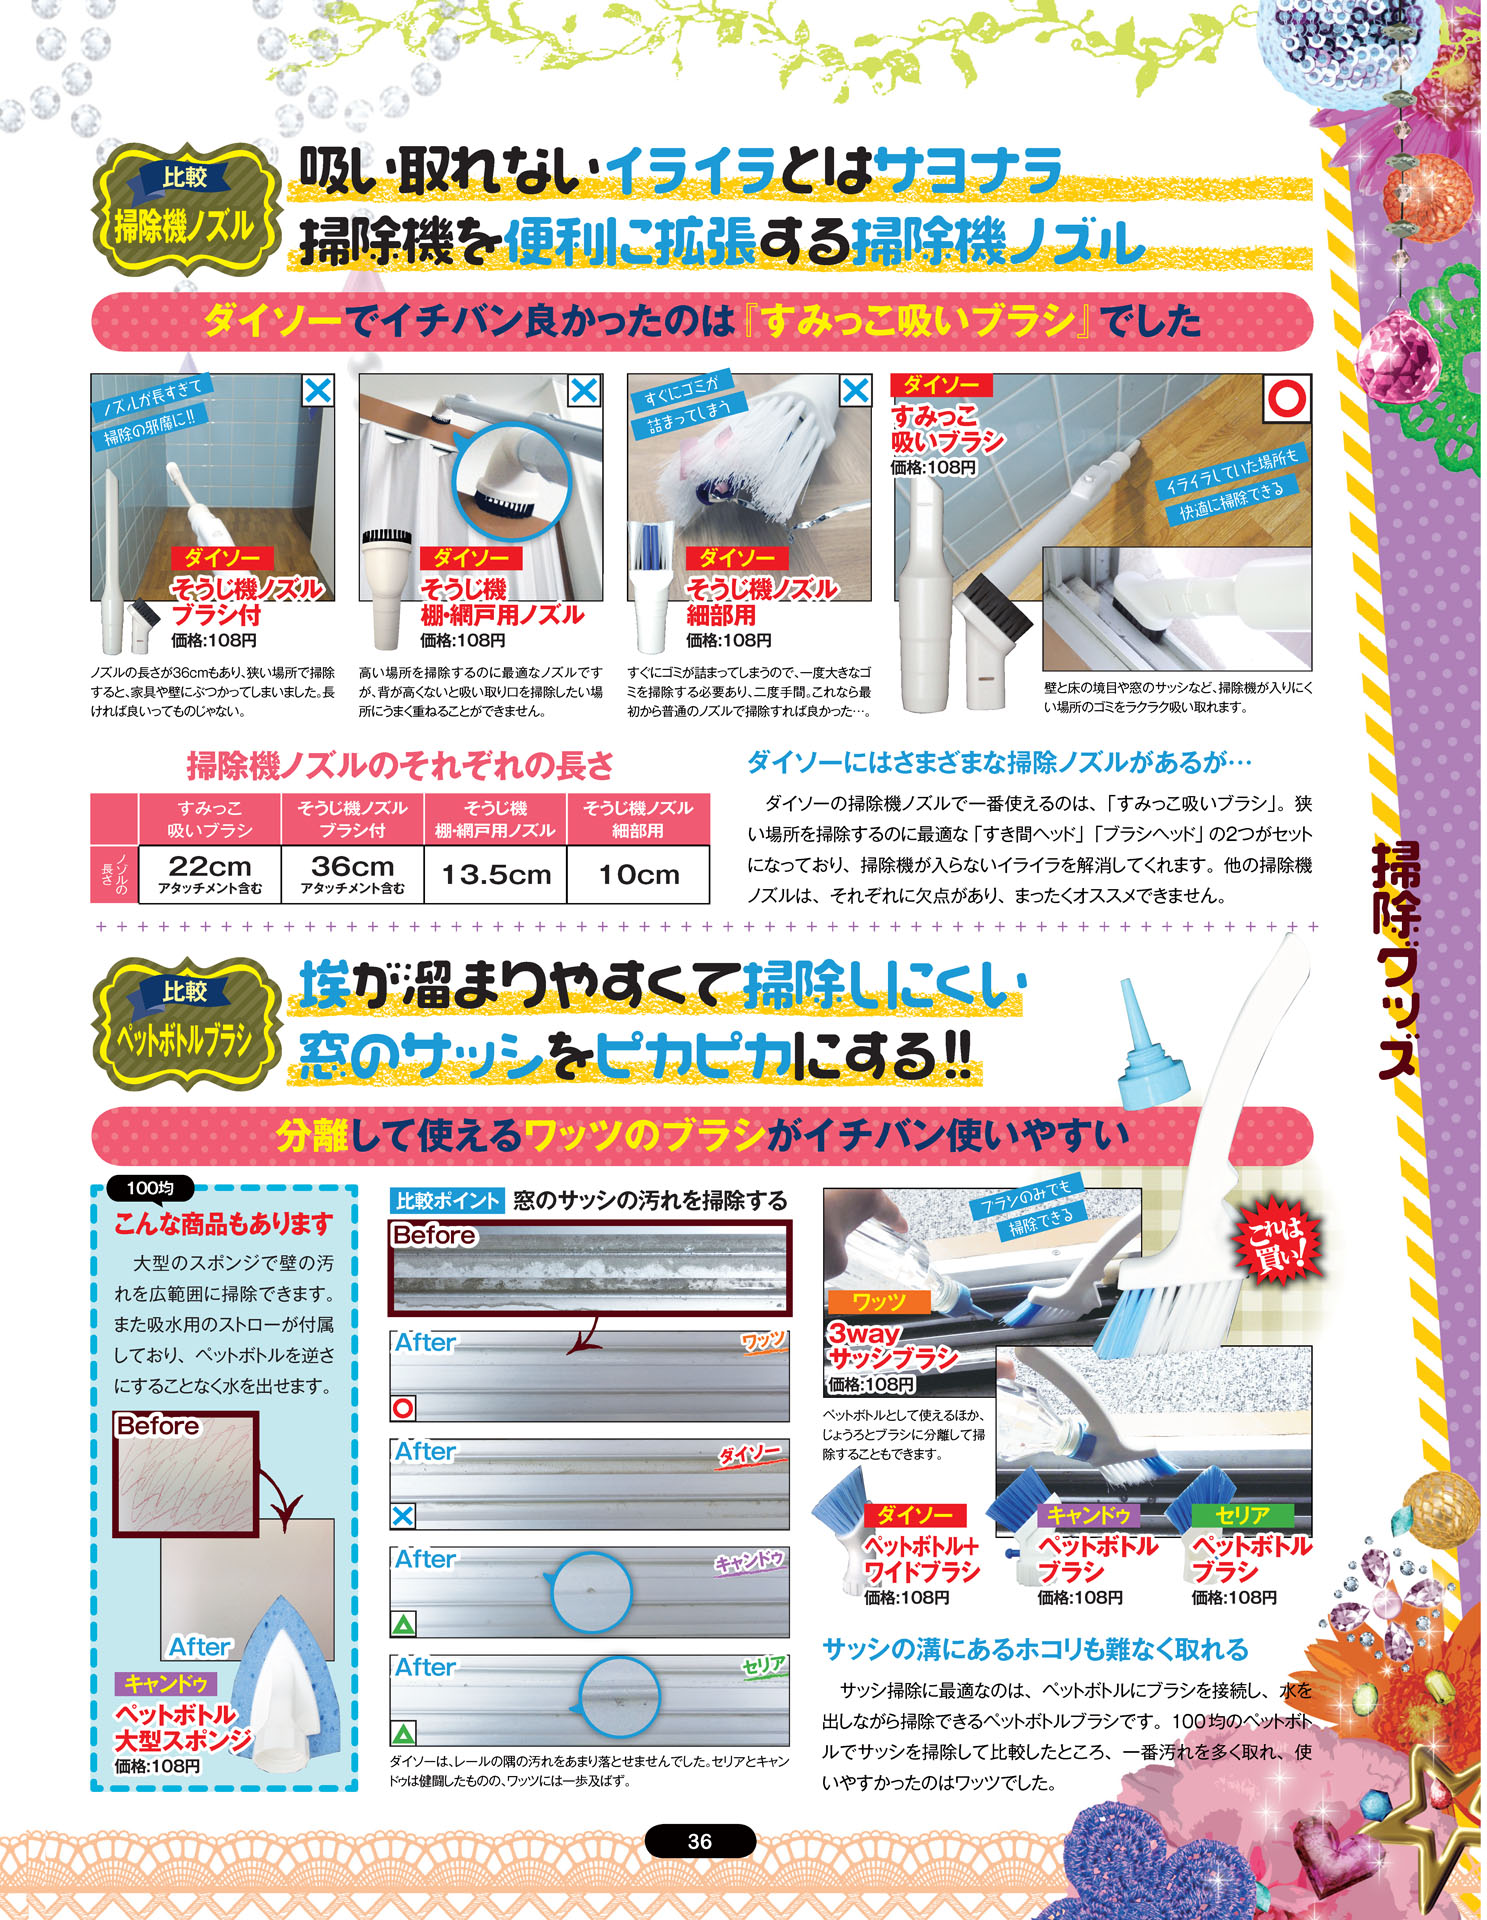 比較
掃除機ノズル
吸い取れないイライラとはサヨナラ
掃除機を便利に拡張する掃除機ノズル
ダイソーでイチバン良かったのは『すみっこ吸いブラシ』でした
ノズルが長すぎて
掃除の邪魔に!!
ダイソー
そうじ機ノズル
ブラシ付
価格:108円
ノズルの長さが36cmもあり、狭い場所で掃除
すると、家具や壁にぶつかってしまいました。長
ければ良いってものじゃない。
ダイソー
そうじ機
棚・網戸用ノズル
価格:108円
高い場所を掃除するのに最適なノズルです
が、背が高くないと吸い取り口を掃除したい場
所にうまく重ねることができません。
すぐにゴミが
詰まってしまう
ダイソー
そうじ機ノズル
細部用
価格:108円
すぐにゴミが詰まってしまうので、一度大きなゴ
ミを掃除する必要あり、二度手間。これなら最
初から普通のノズルで掃除すれば良かった…。
ダイソー
すみっこ
吸いブラシ
価格:108円
イライラしていた場所も
快適に掃除できる
壁と床の境目や窓のサッシなど、掃除機が入りにく
い場所のゴミをラクラク吸い取れます。
掃除機ノズルのそれぞれの長さ
すみっこ
吸いブラシ
そうじ機ノズル
ブラシ付
そうじ機
棚・網戸用ノズル
そうじ機ノズル
細部用
ノゾルの
長さ
22cm
アタッチメント含む
36cm
アタッチメント含む
13.5cm
10cm
ダイソーにはさまざまな掃除ノズルがあるが…
ダイソーの掃除機ノズルで一番使えるのは、「すみっこ吸いブラシ」。狭
い場所を掃除するのに最適な「すき間ヘッド」「ブラシヘッド」の2つがセット
になっており、掃除機が入らないイライラを解消してくれます。他の掃除機
ノズルは、それぞれに欠点があり、まったくオススメできません。
掃除グッズ
比較
ペットボトルブラシ
埃が溜まりやすくて掃除しにくい
窓のサッシをピカピカにする!!
分離して使えるワッツのブラシがイチバン使いやすい
100均
こんな商品もあります
大型のスポンジで壁の汚
れを広範囲に掃除できます。
また吸水用のストローが付属
しており、ペットボトルを逆さ
にすることなく水を出せます。
Before
After
キャンドゥ
ペットボトル
大型スポンジ
価格:108円
比較ポイント 窓のサッシの汚れを掃除する
Before
After
ワッツ
After
ダイソー
After
キャンドゥ
After
セリア
ダイソーは、レールの隅の汚れをあまり落とせませんでした。セリアとキャン
ドゥは健闘したものの、ワッツには一歩及ばず。
ブラシのみでも
掃除できる
これは
買い!
ワッツ
3way
サッシブラシ
価格:108円
ペットボトルとして使えるほか、
じょうろとブラシに分離して掃
除することもできます。
ダイソー
ペットボトル+
ワイドブラシ
価格:108円
キャンドゥ
ペットボトル
ブラシ
価格:108円
セリア
ペットボトル
ブラシ
価格:108円
サッシの溝にあるホコリも難なく取れる
サッシ掃除に最適なのは、ペットボトルにブラシを接続し、水を
出しながら掃除できるペットボトルブラシです。100均のペットボト
ルでサッシを掃除して比較したところ、一番汚れを多く取れ、使
いやすかったのはワッツでした。
36